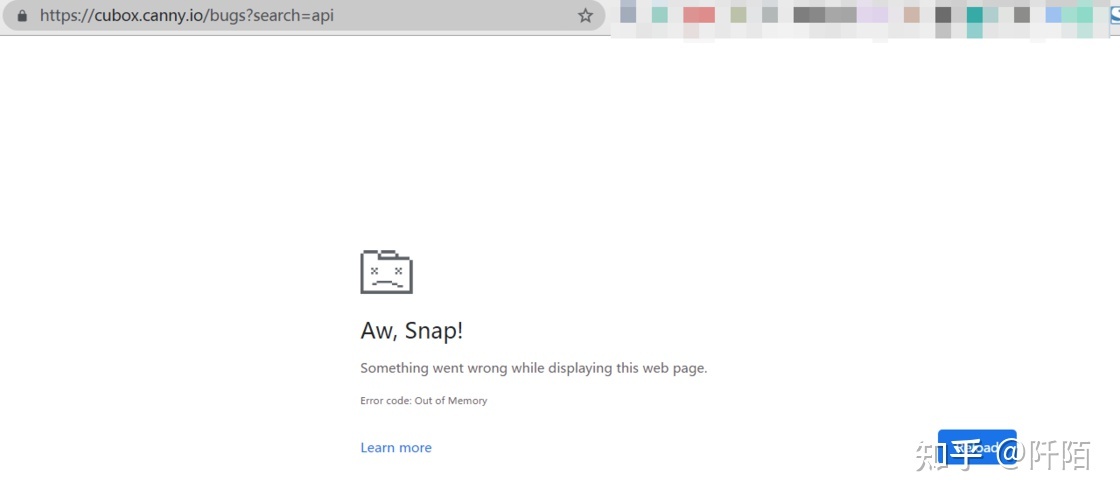 https://cubox.canny.io/bugs?search=api
Aw, Snap!
Something went wrong while displaying this web page.
Error code: Out of Memory
Learn more
Reload
知乎 @阡陌